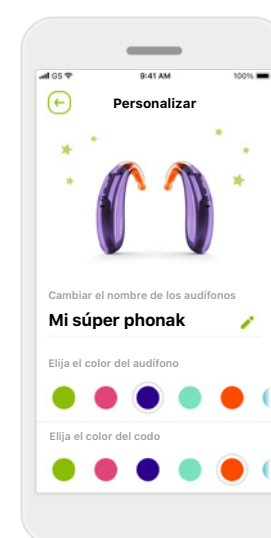 GS 9:41 AM 100%
Personalizar
Cambiar el nombre de los audífonos
Mi súper phonak
Elija el color del audífono
Elija el color del codo